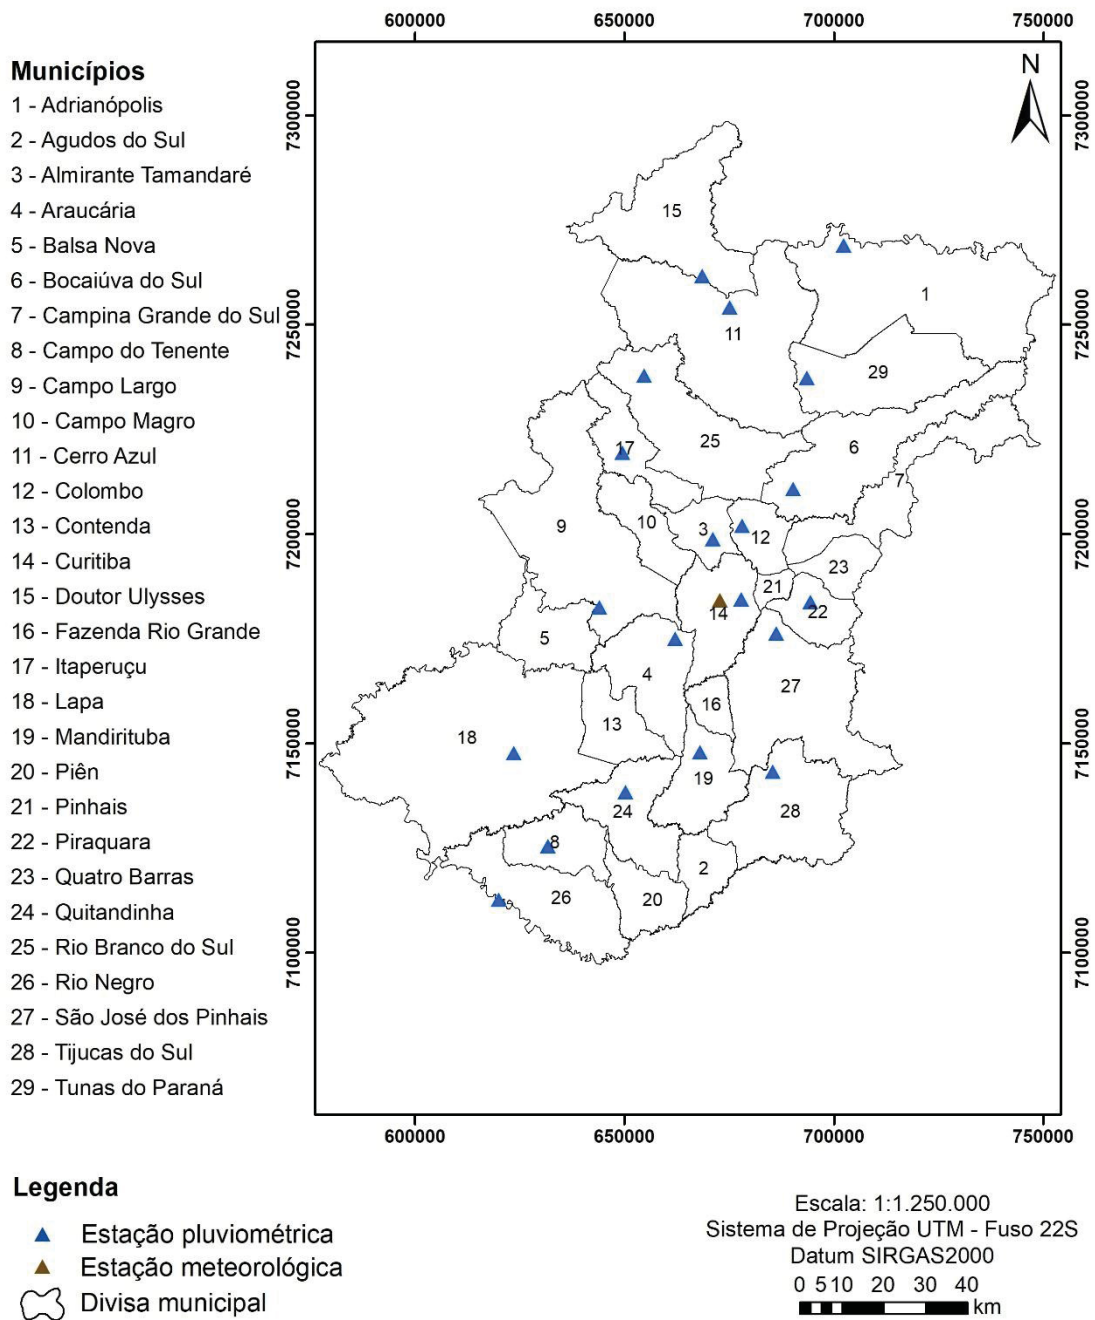 600000 650000 700000 750000
N
Municípios
1 - Adrianópolis
2 - Agudos do Sul
3 - Almirante Tamandaré
4 - Araucária
5 - Balsa Nova
6 - Bocaiúva do Sul
7 - Campina Grande do Sul
8 - Campo do Tenente
9 - Campo Largo
10 - Campo Magro
11 - Cerro Azul
12 - Colombo
13 - Contenda
14 - Curitiba
15 - Doutor Ulysses
16 - Fazenda Rio Grande
17 - Itaperuçu
18 - Lapa
19 - Mandirituba
20 - Piên
21 - Pinhais
22 - Piraquara
23 - Quatro Barras
24 - Quitandinha
25 - Rio Branco do Sul
26 - Rio Negro
27 - São José dos Pinhais
28 - Tijucas do Sul
29 - Tunas do Paraná
7300000 7300000
15
1
7250000 7250000
11
29
25
17
6
7
10
9
3
12
7200000 7200000
23
21
22
14
5
4
27
16
13
18
7150000 7150000
19
24
28
8
2
26
20
7100000 7100000
600000 650000 700000 750000
Legenda
Estação pluviométrica
Estação meteorológica
Divisa municipal
Escala: 1:1.250.000
Sistema de Projeção UTM - Fuso 22S
Datum SIRGAS2000
0 5 10 20 30 40
km